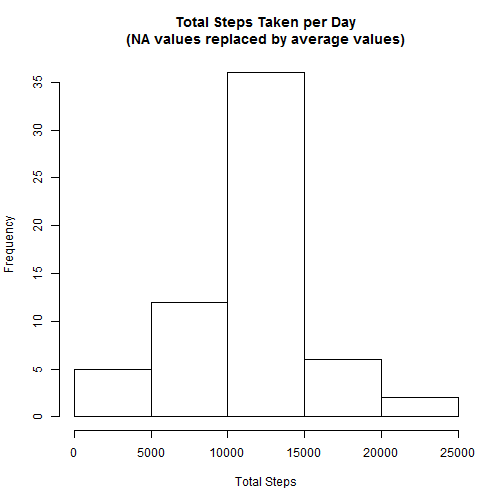 Total Steps Taken per Day
(NA values replaced by average values)
Frequency
35
30
25
20
15
10
5
0
0 5000 10000 15000 20000 25000
Total Steps